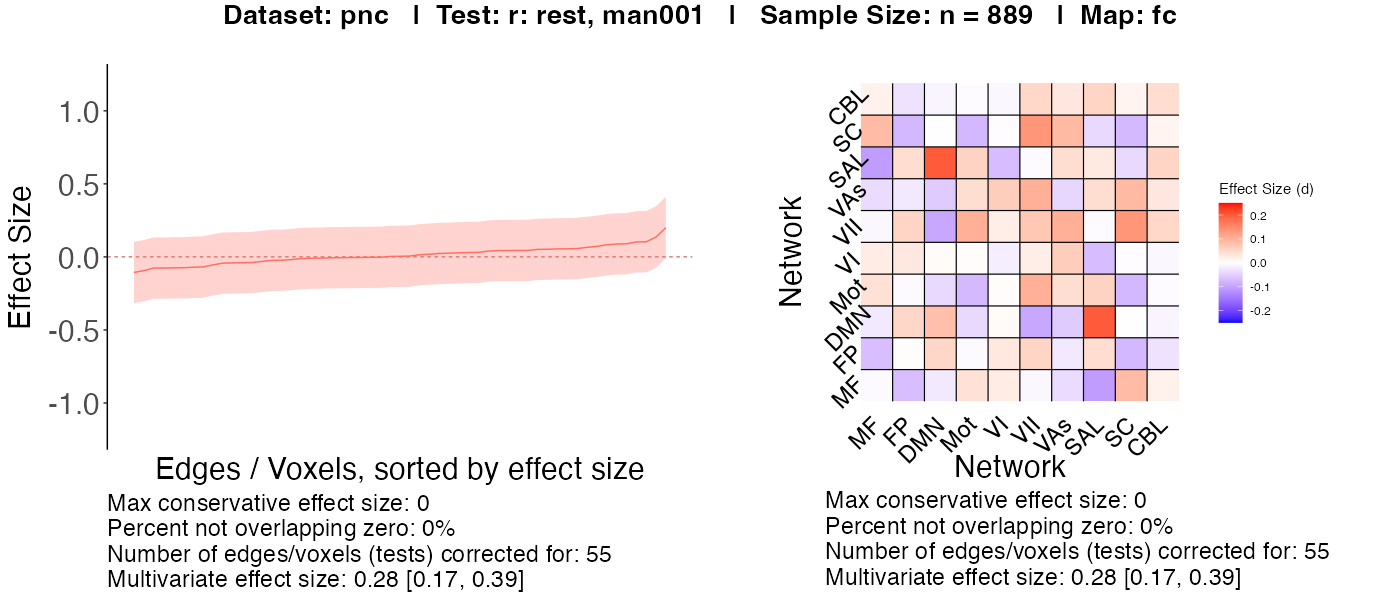 Dataset: pnc | Test: r: rest, man001 | Sample Size: n = 889 | Map: fc
Effect Size
1.0
0.5
0.0
-0.5
-1.0
Edges / Voxels, sorted by effect size
Max conservative effect size: 0
Percent not overlapping zero: 0%
Number of edges/voxels (tests) corrected for: 55
Multivariate effect size: 0.28 [0.17, 0.39]
Network
CBL
SC
SAL
VAs
VII
VI
Mot
DMN
FP
MF
MF FP DMN Mot VI VII VAs SAL SC CBL
Network
Effect Size (d)
0.2
0.1
0.0
-0.1
-0.2
Max conservative effect size: 0
Percent not overlapping zero: 0%
Number of edges/voxels (tests) corrected for: 55
Multivariate effect size: 0.28 [0.17, 0.39]